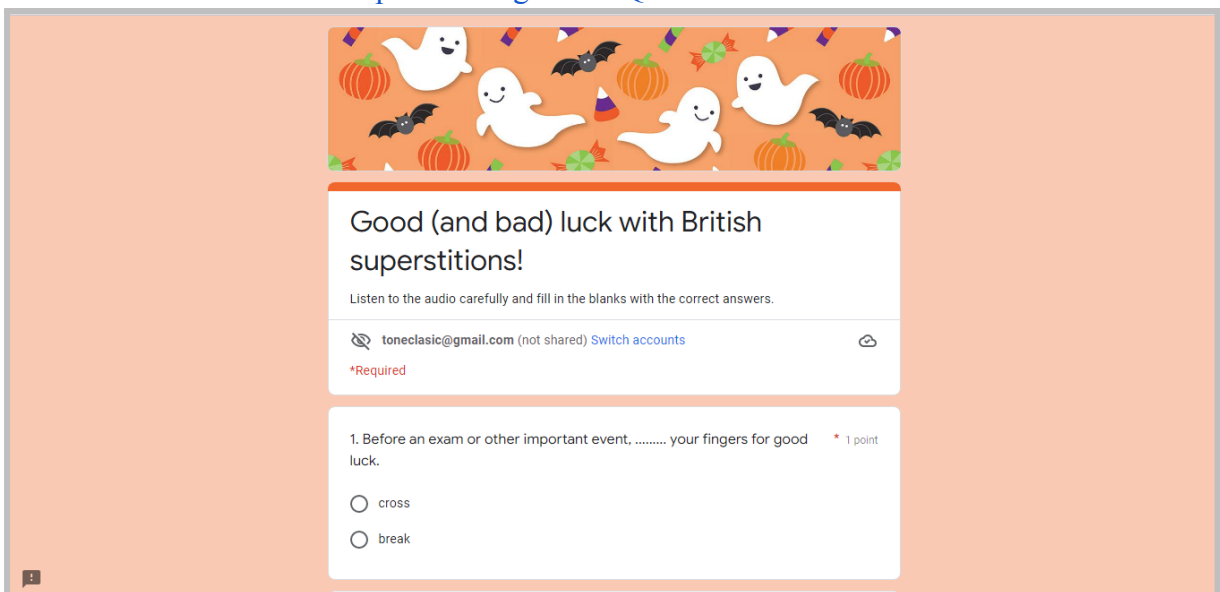 Good (and bad) luck with British
superstitions!
Listen to the audio carefully and fill in the blanks with the correct answers.
toneclasic@gmail.com (not shared) Switch accounts
*Required
1. Before an exam or other important event, ......... your fingers for good * 1 point
luck.
cross
break